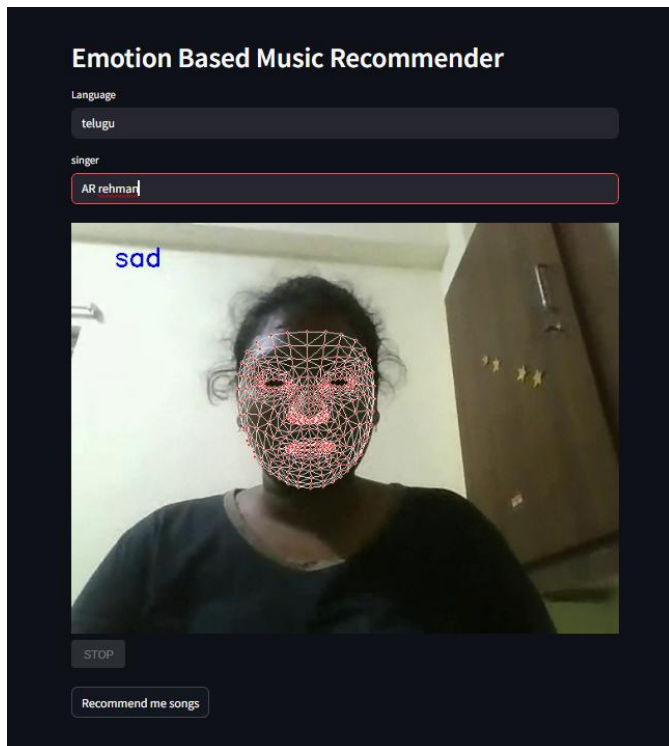 Emotion Based Music Recommender
Language
telugu
singer
AR rehman
sad
STOP
Recommend me songs